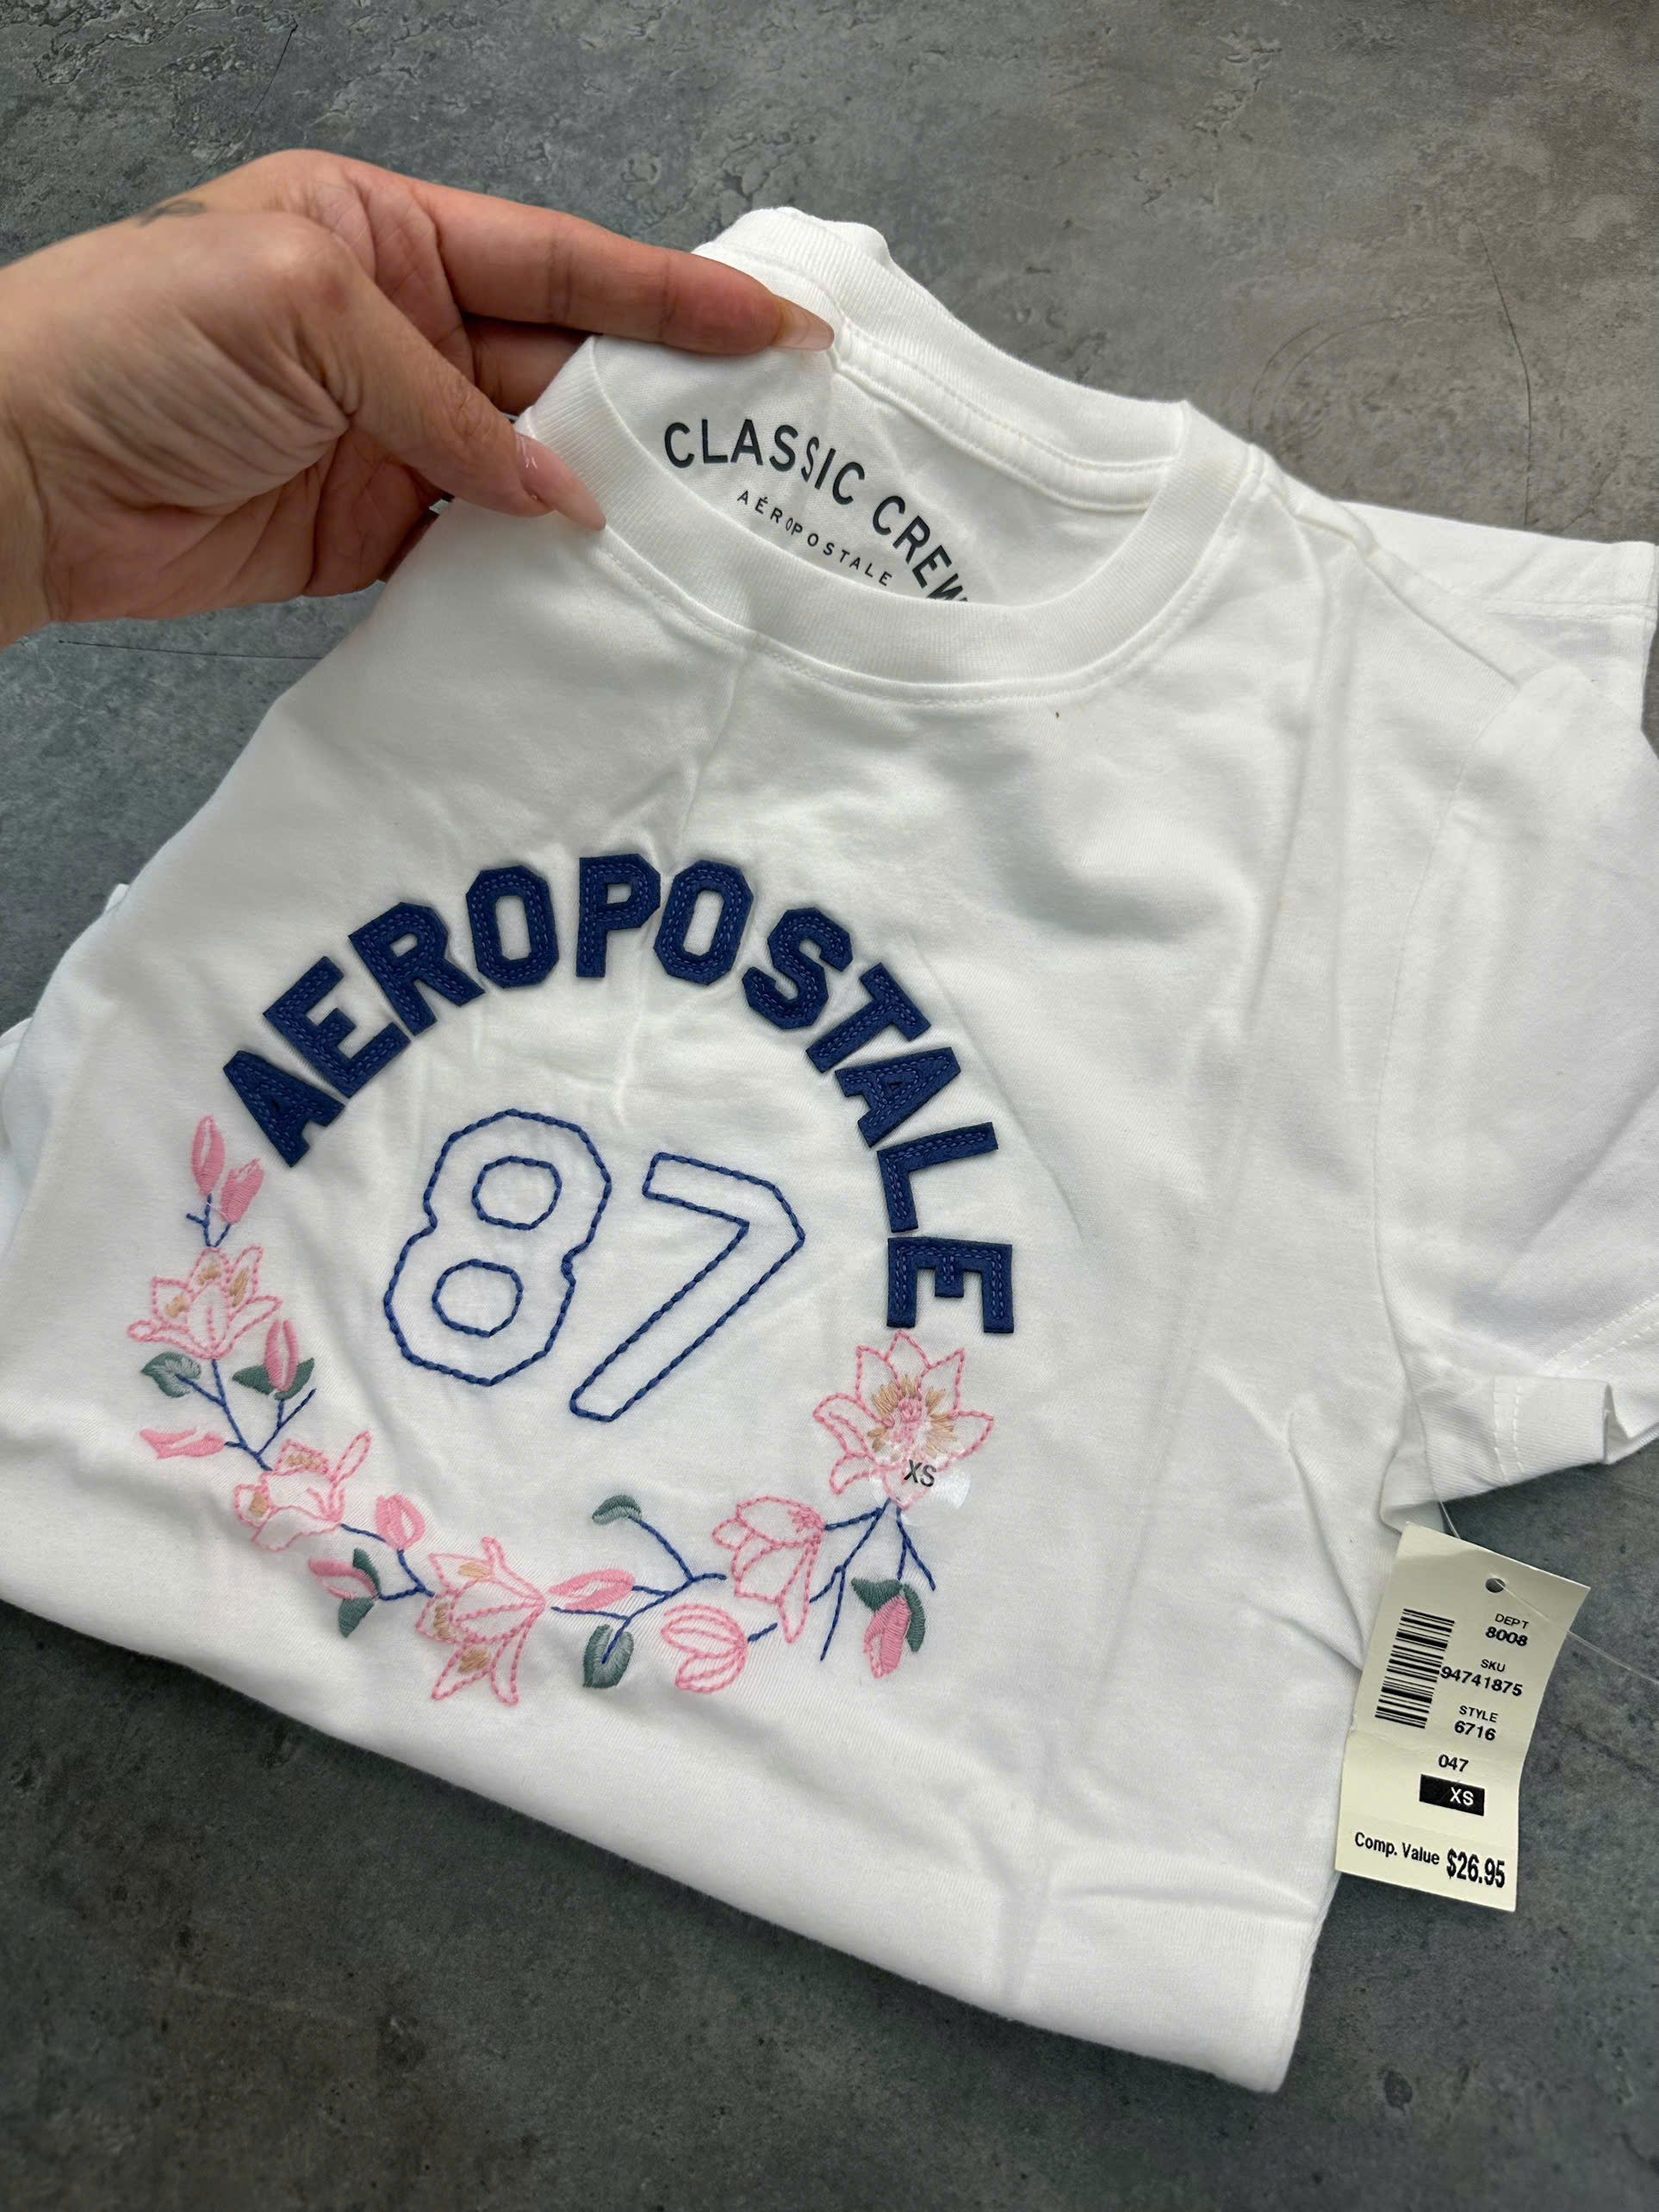 CLASSIC CREW
AÉROPOSTALE
AEROPOSTALE
87
XS
DEPT
8008
SKU
94741875
STYLE
6716
047
XS
Comp. Value $26.95